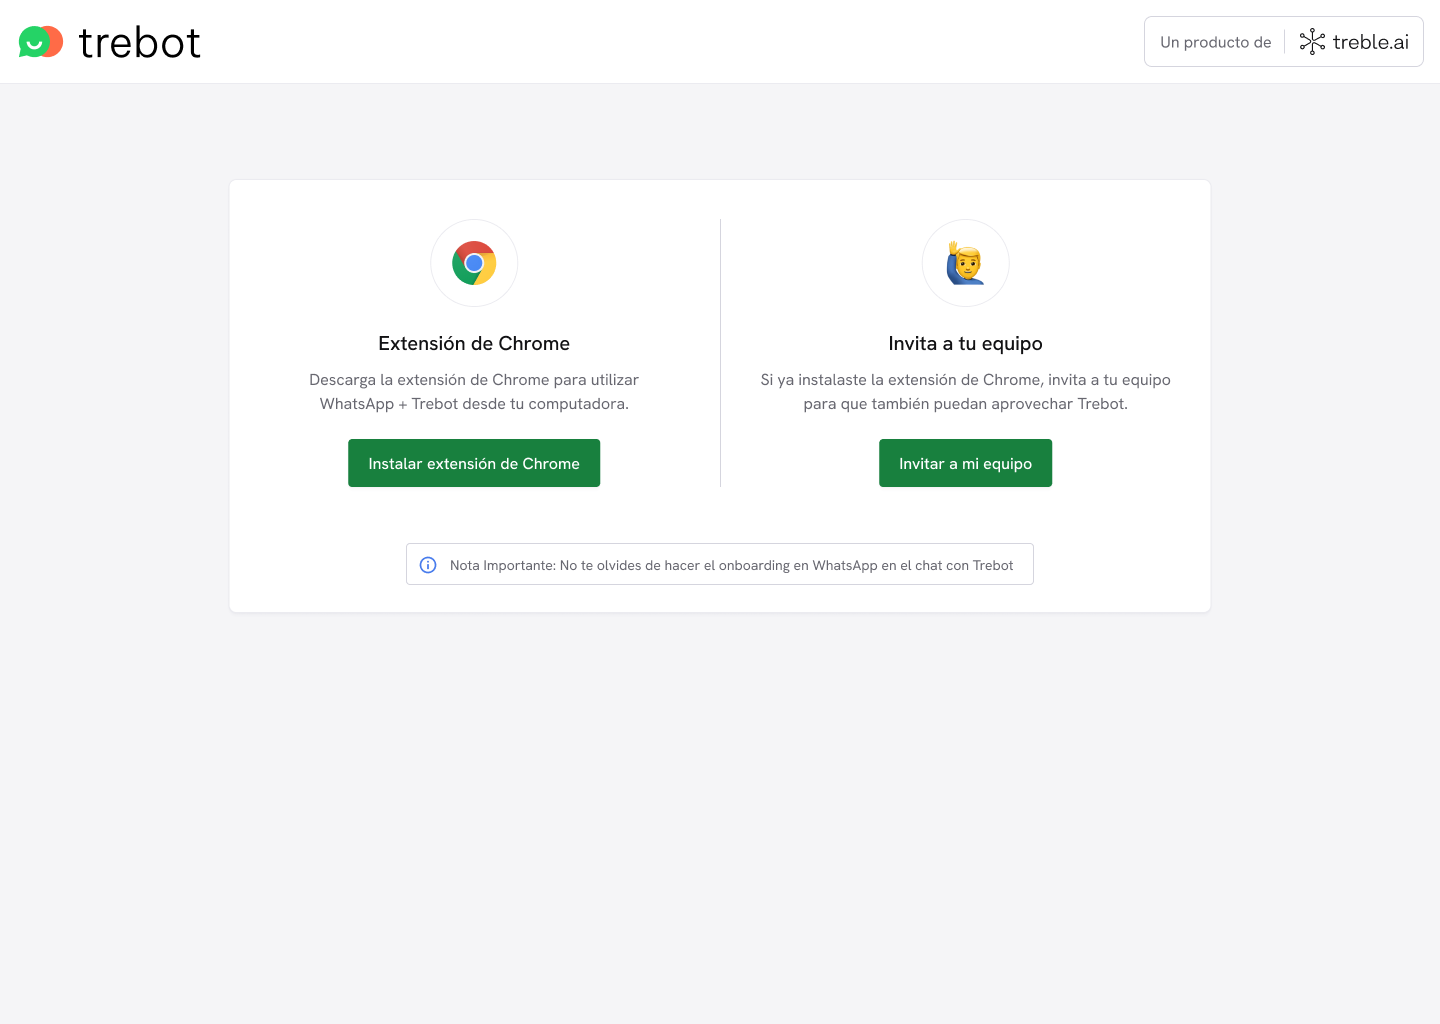 trebot
Un producto de
treble.ai
Extensión de Chrome
Descarga la extensión de Chrome para utilizar
WhatsApp + Trebot desde tu computadora.
Instalar extensión de Chrome
Invita a tu equipo
Si ya instalaste la extensión de Chrome, invita a tu equipo
para que también puedan aprovechar Trebot.
Invitar a mi equipo
Nota Importante: No te olvides de hacer el onboarding en WhatsApp en el chat con Trebot